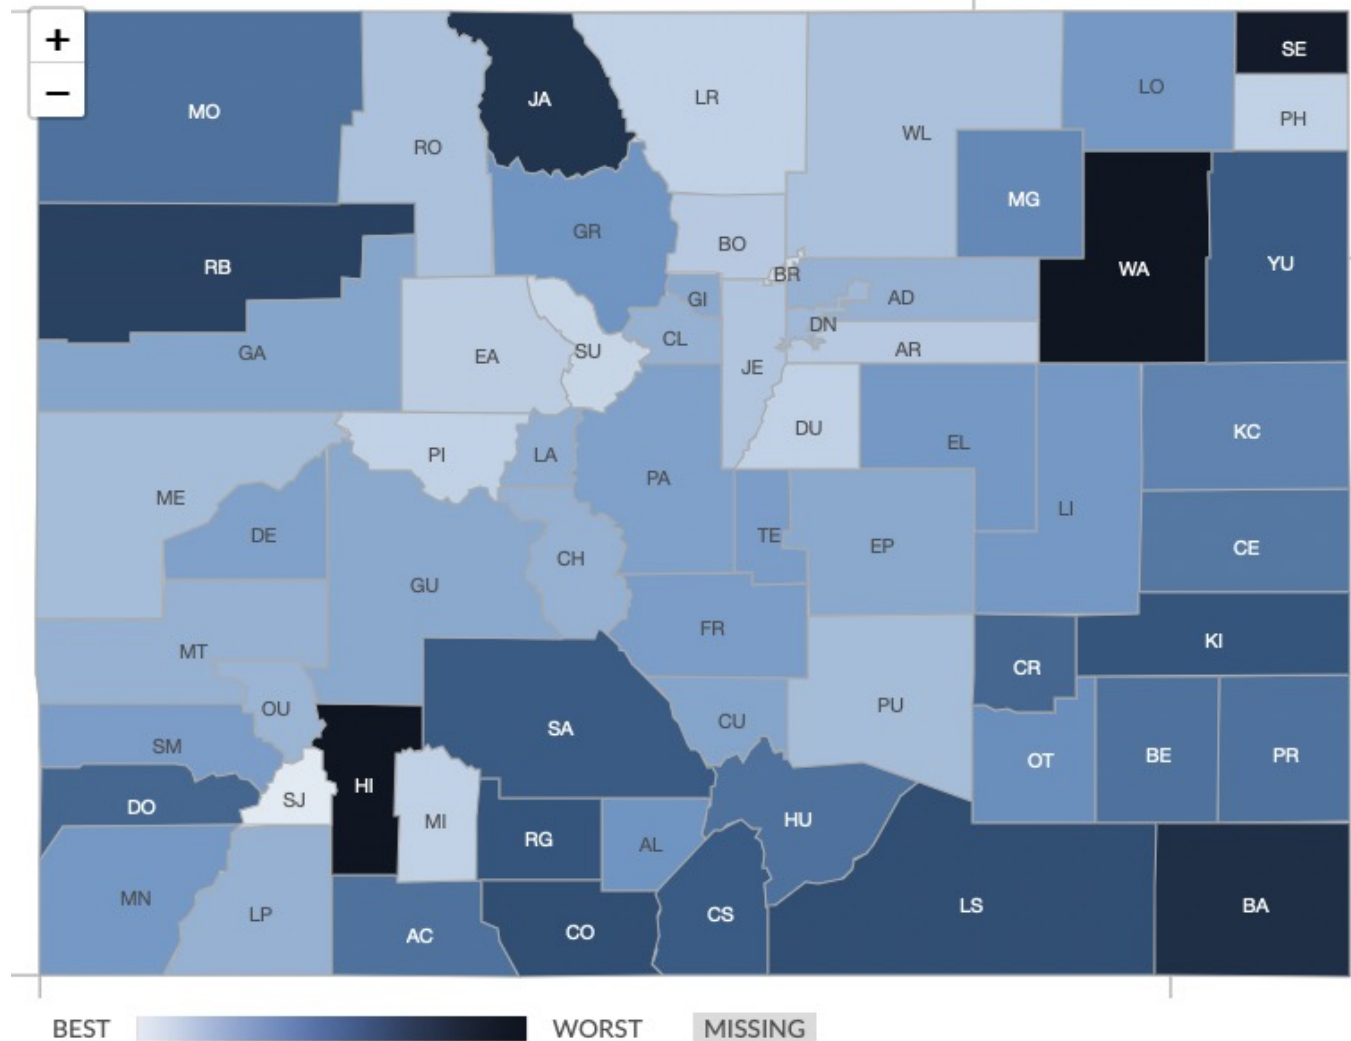 +
−
MO
RO
JA
LR
WL
LO
SE
PH
RB
GR
BO
MG
WA
YU
GA
EA
SU
GI
CL
BR
AD
DN
JE
AR
DU
EL
LI
KC
ME
PI
LA
PA
TE
EP
CE
DE
GU
CH
FR
MT
OU
CU
PU
CR
KI
SM
SA
OT
BE
PR
DO
SJ
HI
MI
RG
AL
HU
MN
LP
AC
CO
CS
LS
BA
BEST WORST MISSING